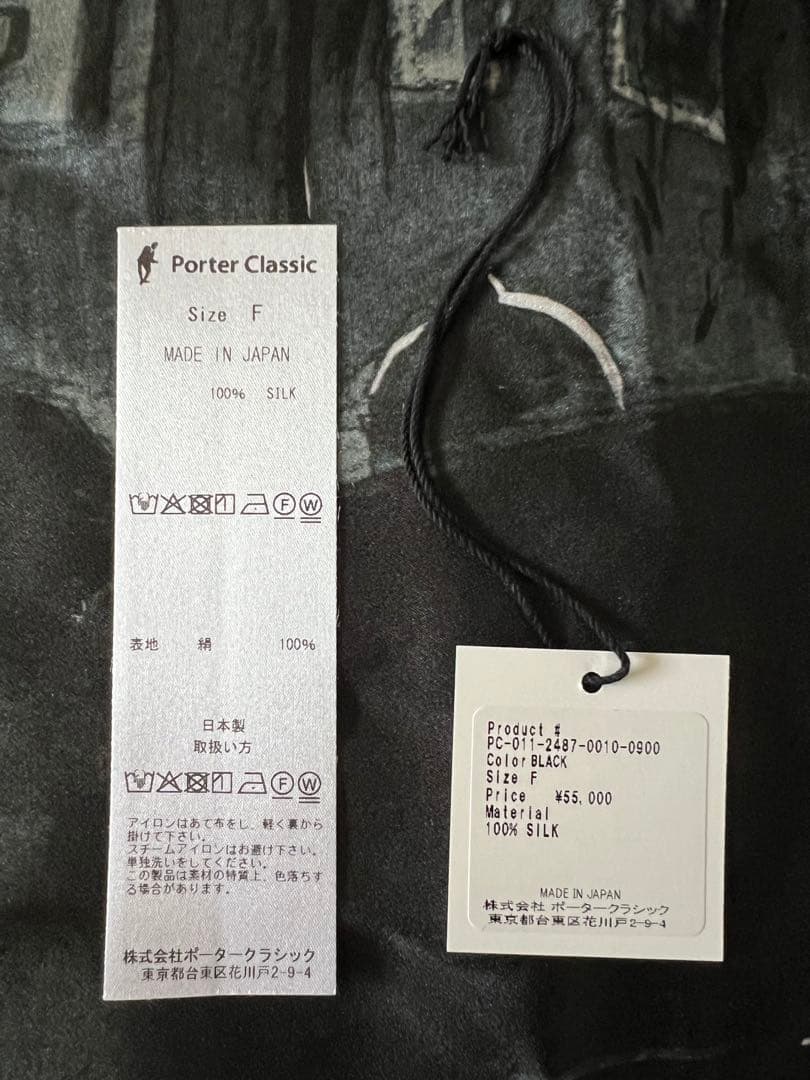 Porter Classic
Size F
MADE IN JAPAN
100% SILK
表地 絹 100%
日本製
取扱い方
アイロンはあて布をし、軽く裏から
掛けて下さい。
スチームアイロンはお避け下さい。
単独洗いをしてください。
この製品は素材の特質上、色落ちす
る場合があります。
株式会社ポータークラシック
東京都台東区花川戸2-9-4
Product #
PC-011-2487-0010-0900
Color BLACK
Size F
Price ¥55,000
Material
100% SILK
MADE IN JAPAN
株式会社 ポータークラシック
東京都台東区花川戸2-9-4